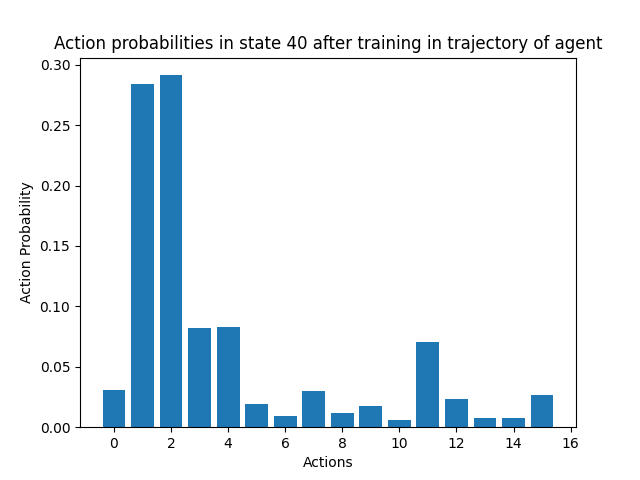 Action probabilities in state 40 after training in trajectory of agent
0.30
0.25
0.20
0.15
0.10
0.05
0.00
Action Probability
0 2 4 6 8 10 12 14 16
Actions